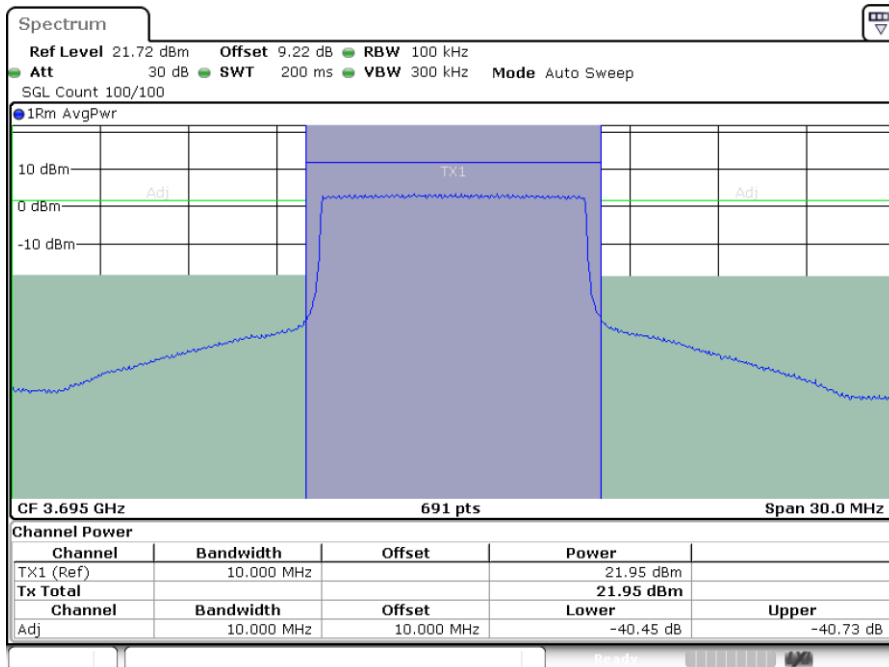 Spectrum
Ref Level 21.72 dBm Offset 9.22 dB RBW 100 kHz
Att 30 dB SWT 200 ms VBW 300 kHz Mode Auto Sweep
SGL Count 100/100
1Rm AvgPwr
10 dBm
TX1
Adj Adj
0 dBm
-10 dBm
CF 3.695 GHz 691 pts Span 30.0 MHz
Channel Power
Channel Bandwidth Offset Power
TX1 (Ref) 10.000 MHz 21.95 dBm
Tx Total 21.95 dBm
Channel Bandwidth Offset Lower Upper
Adj 10.000 MHz 10.000 MHz -40.45 dB -40.73 dB
Ready